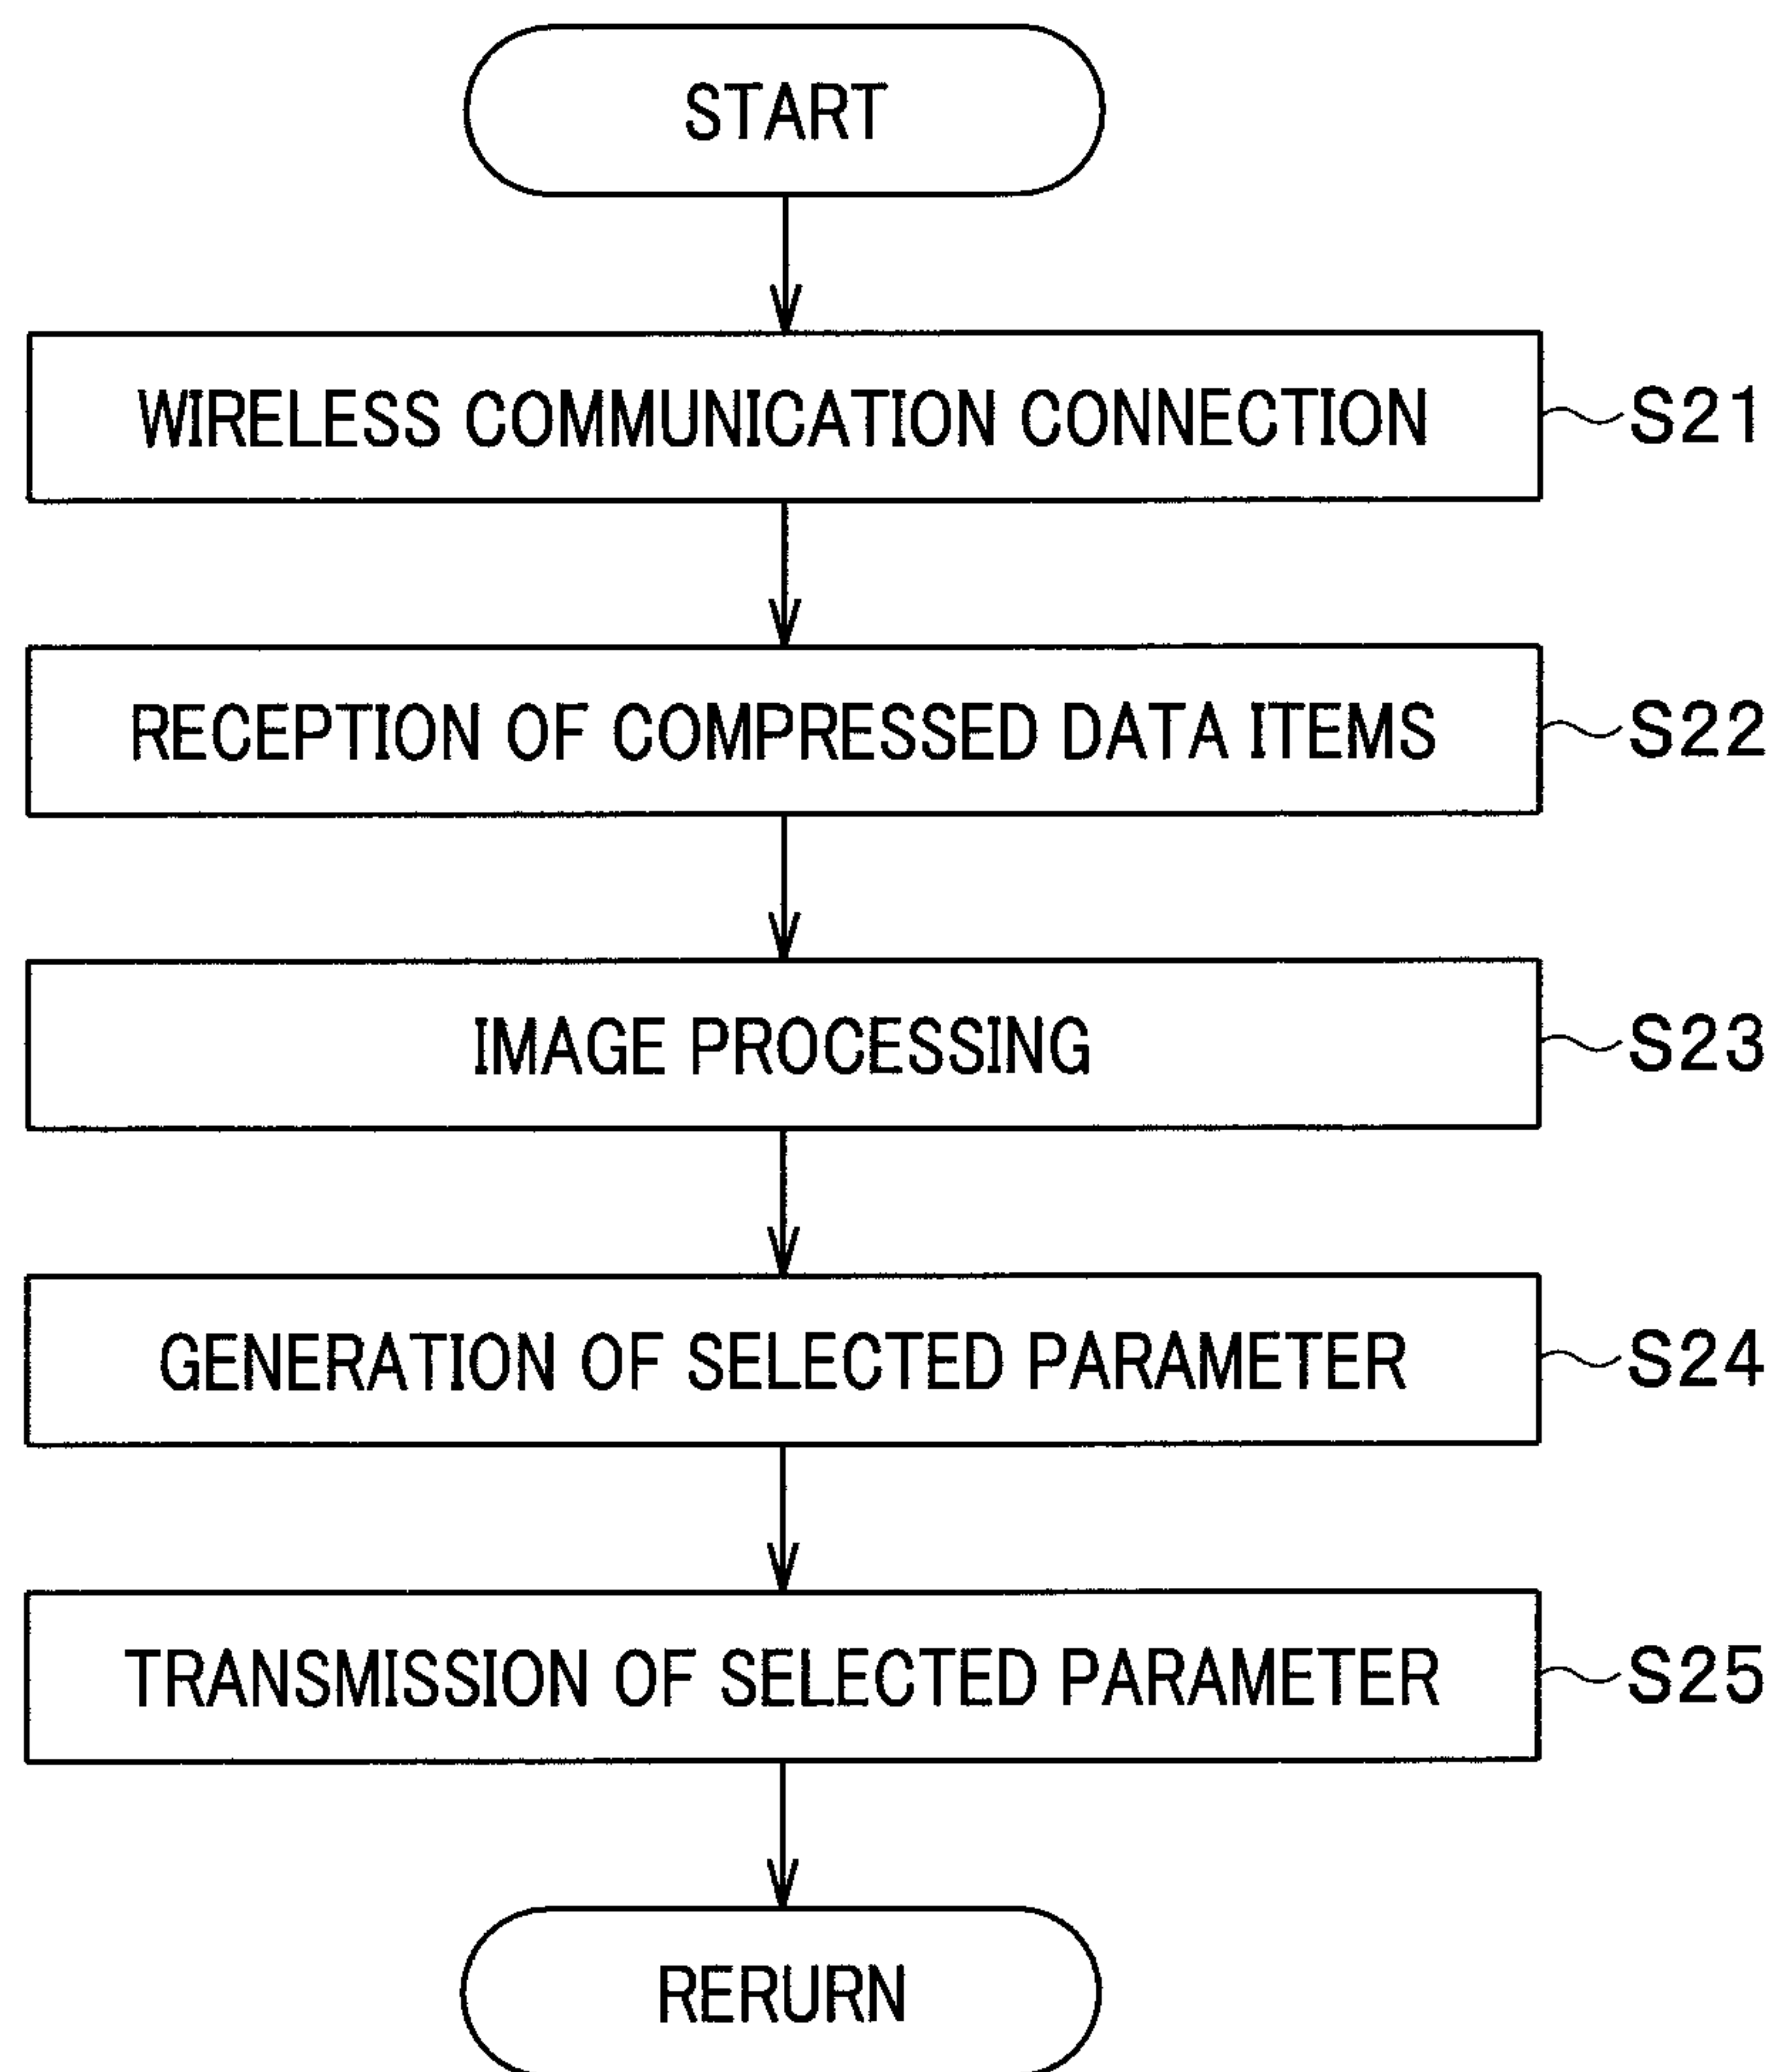 START
WIRELESS COMMUNICATION CONNECTION S21
RECEPTION OF COMPRESSED DATA ITEMS S22
IMAGE PROCESSING S23
GENERATION OF SELECTED PARAMETER S24
TRANSMISSION OF SELECTED PARAMETER S25
RERURN